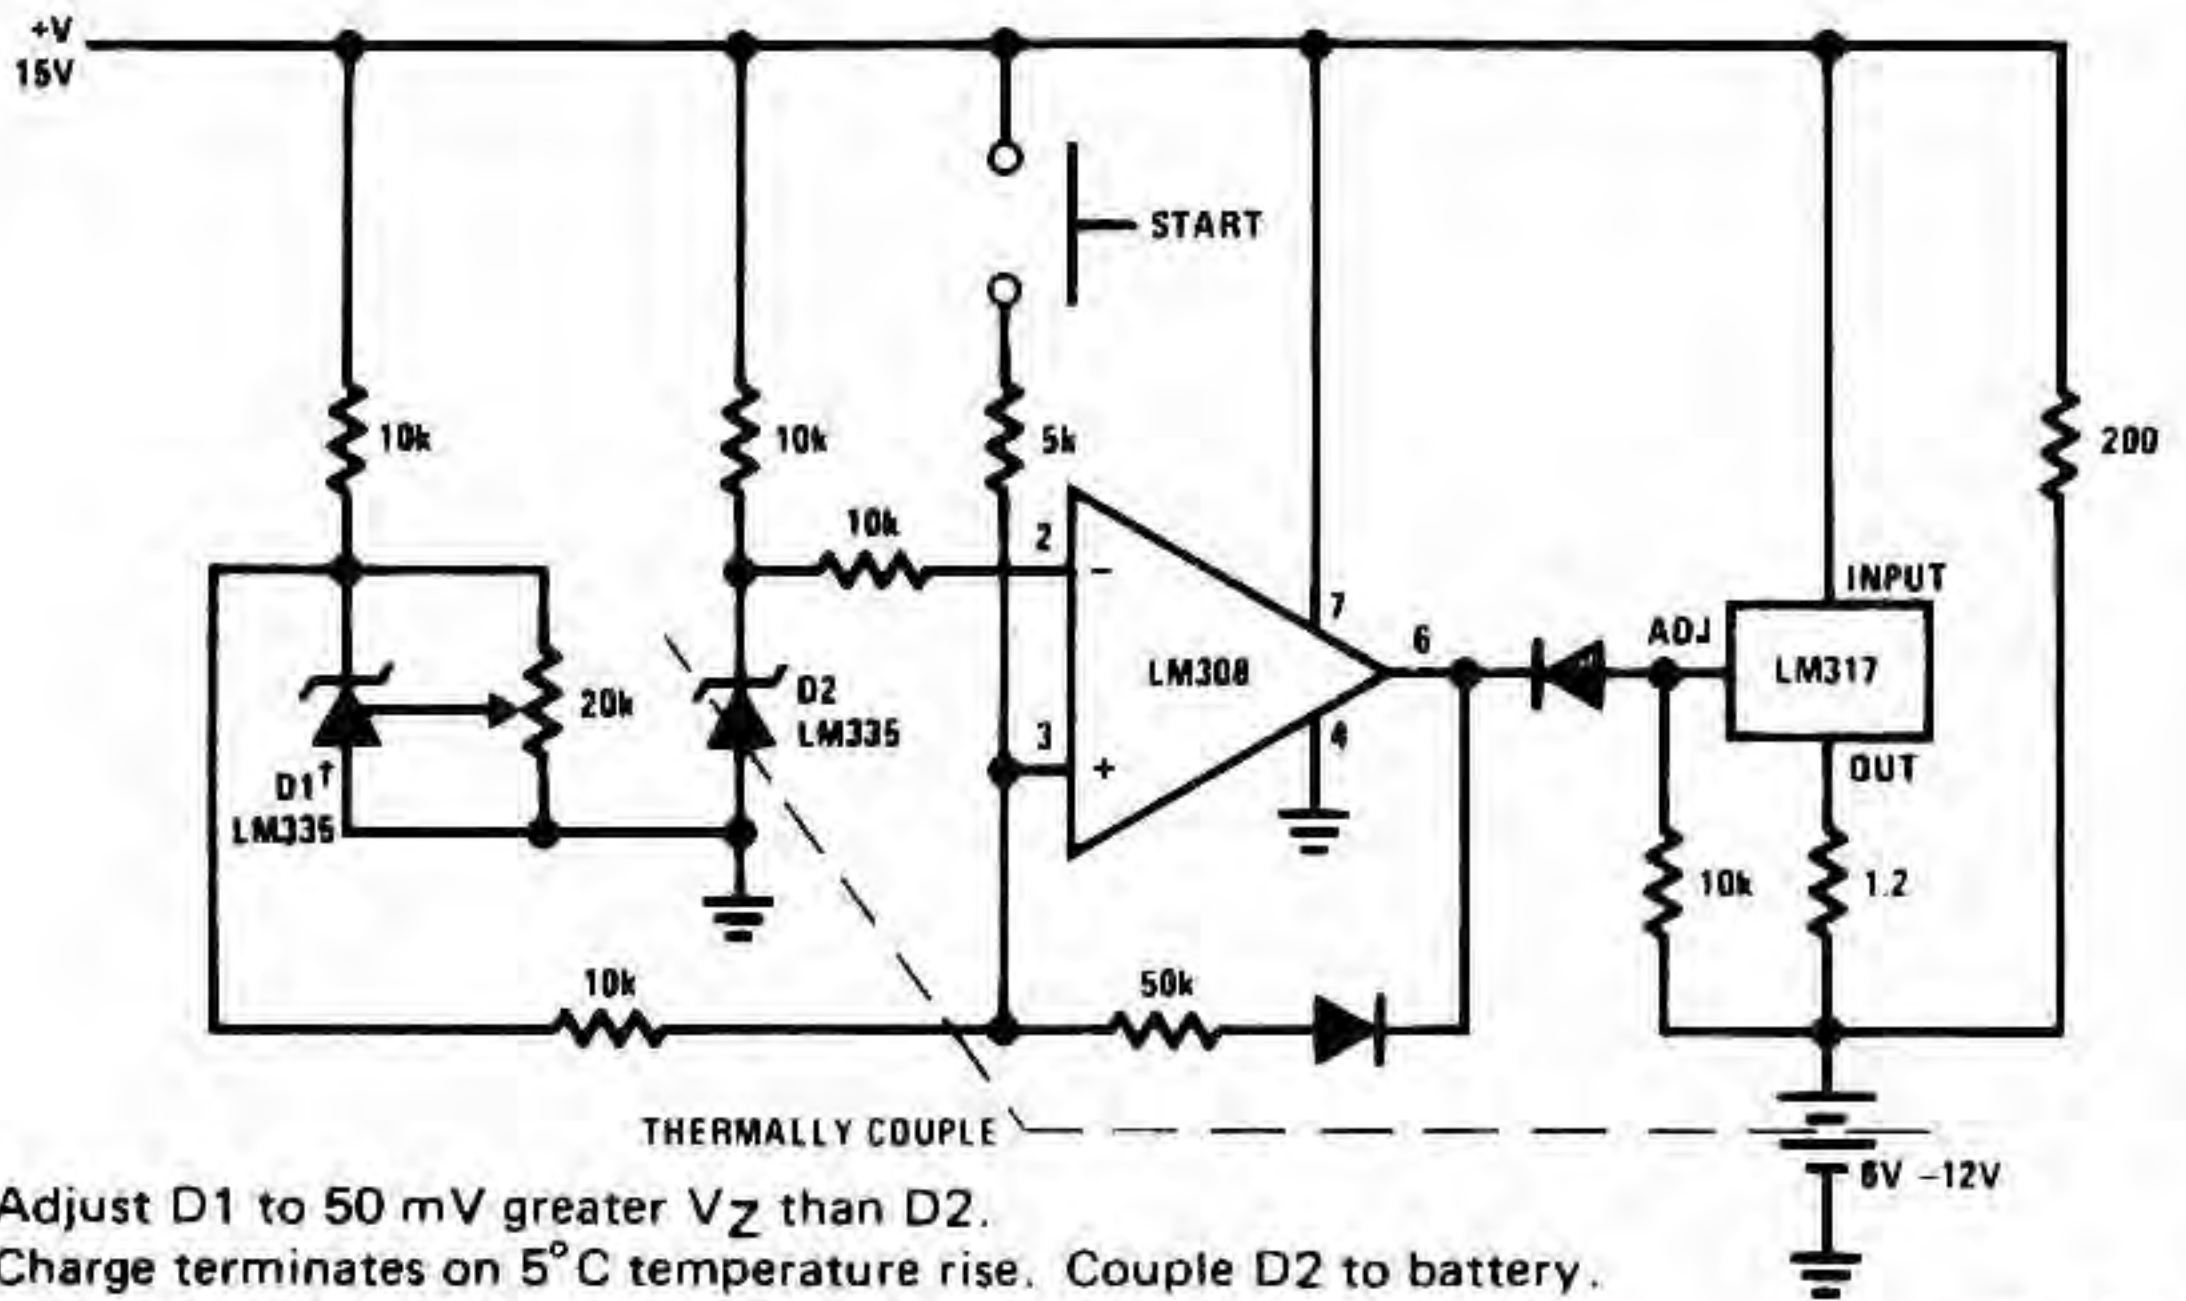 +V
15V
START
10k
10k
5k
200
10k
2
-
7
INPUT
6
ADJ
LM308
LM317
20k
D2
LM335
3
+
4
OUT
D1†
LM335
10k
1.2
10k
50k
THERMALLY COUPLE
6V -12V
Adjust D1 to 50 mV greater VZ than D2.
Charge terminates on 5°C temperature rise. Couple D2 to battery.